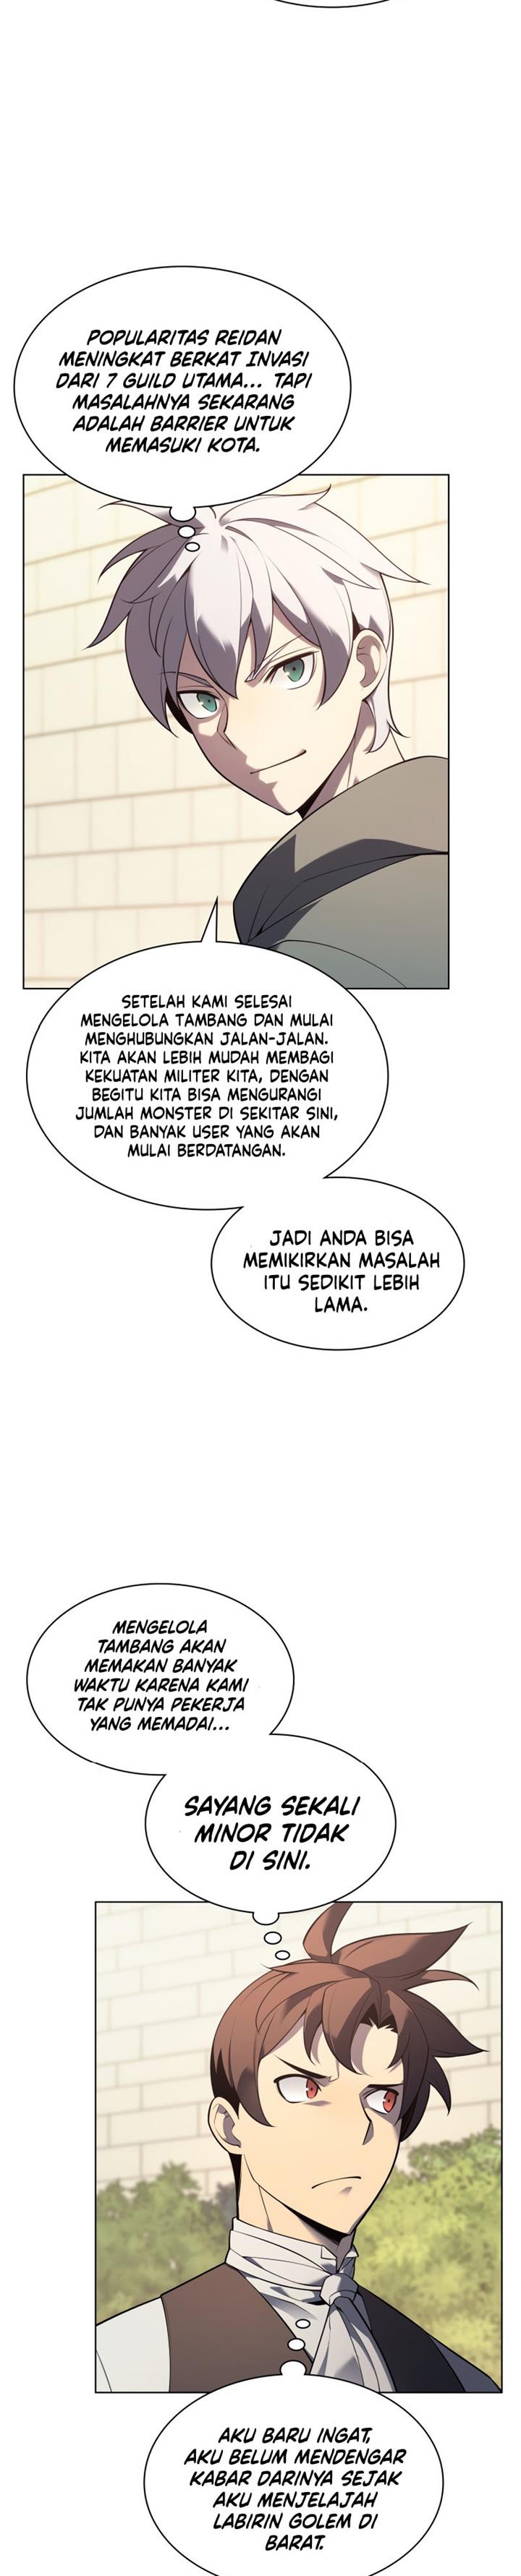 POPULARITAS REIDAN
MENINGKAT BERKAT INVASI
DARI 7 GUILD UTAMA... TAPI
MASALAHNYA SEKARANG
ADALAH BARRIER UNTUK
MEMASUKI KOTA.
SETELAH KAMI SELESAI
MENGELOLA TAMBANG DAN MULAI
MENGHUBUNGKAN JALAN-JALAN.
KITA AKAN LEBIH MUDAH MEMBAGI
KEKUATAN MILITER KITA, DENGAN
BEGITU KITA BISA MENGURANGI
JUMLAH MONSTER DI SEKITAR SINI,
DAN BANYAK USER YANG AKAN
MULAI BERDATANGAN.
JADI ANDA BISA
MEMIKIRKAN MASALAH
ITU SEDIKIT LEBIH
LAMA.
MENGELOLA
TAMBANG AKAN
MEMAKAN BANYAK
WAKTU KARENA KAMI
TAK PUNYA PEKERJA
YANG MEMADAI...
SAYANG SEKALI
MINOR TIDAK
DI SINI.
AKU BARU INGAT,
AKU BELUM MENDENGAR
KABAR DARINYA SEJAK
AKU MENJELAJAH
LABIRIN GOLEM DI
BARAT.